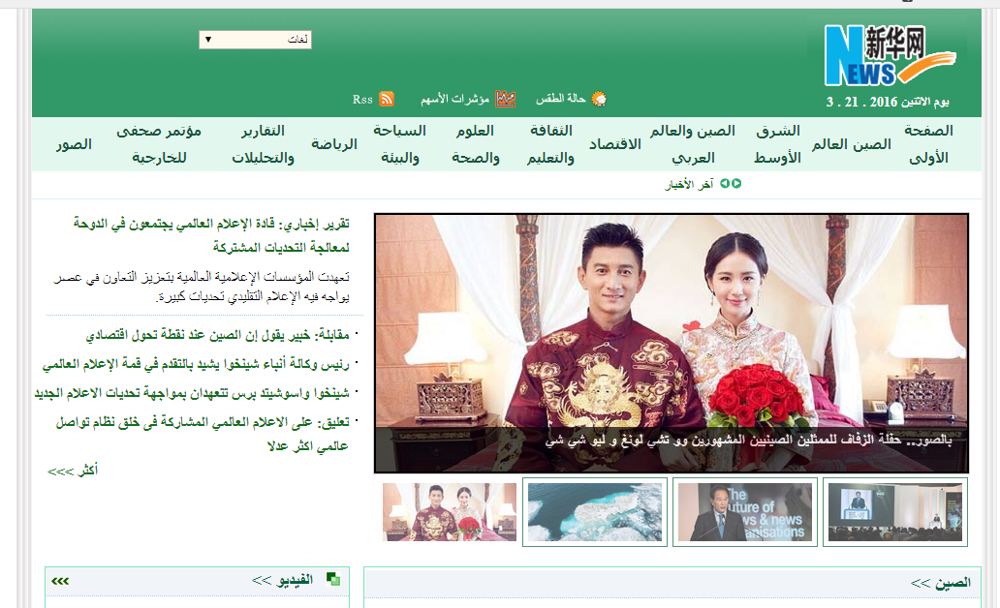 新华网
NEWS
لغات
يوم الاثنين 2016 . 21 . 3
حالة الطقس
مؤشرات الأسهم
Rss
الصفحة الأولى
الصين العالم
الشرق الأوسط
الصين والعالم العربي
الاقتصاد
الثقافة والتعليم
العلوم والصحة
السياحة والبيئة
الرياضة
التقارير والتحليلات
مؤتمر صحفى للخارجية
الصور
آخر الأخبار
تقرير إخباري: قادة الإعلام العالمي يجتمعون في الدوحة
لمعالجة التحديات المشتركة
تعهدت المؤسسات الإعلامية العالمية بتعزيز التعاون في عصر
يواجه فيه الإعلام التقليدي تحديات كبيرة.
مقابلة: خبير يقول إن الصين عند نقطة تحول اقتصادي
رئيس وكالة أنباء شينخوا يشيد بالتقدم في قمة الإعلام العالمي
شينخوا واسوشيتد برس تتعهدان بمواجهة تحديات الاعلام الجديد
تعليق: على الاعلام العالمي المشاركة فى خلق نظام تواصل
عالمي اكثر عدلا
أكثر >>>
بالصور.. حفلة الزفاف للممثلين الصينيين المشهورين وو تشي لونغ و ليو شي شي
The
uture of
ws & news
anisations
الصين >>
الفيديو >>